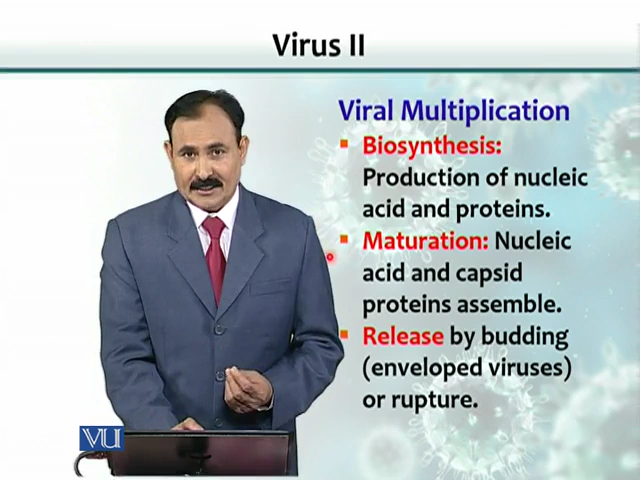 Virus II
Viral Multiplication
Biosynthesis:
Production of nucleic
acid and proteins.
Maturation: Nucleic
acid and capsid
proteins assemble.
Release by budding
(enveloped viruses)
or rupture.
VU